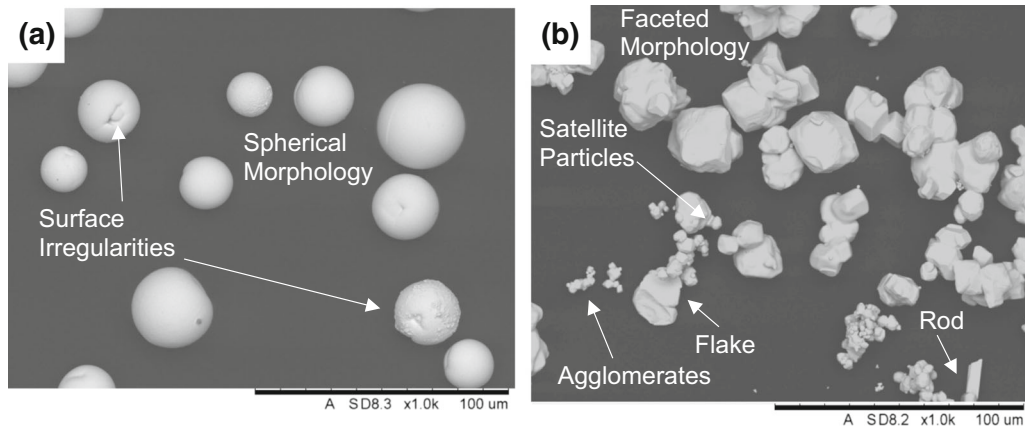 (a)
Spherical
Morphology
Surface
Irregularities
A SD8.3 x1.0k 100 um
(b)
Faceted
Morphology
Satellite
Particles
Rod
Flake
Agglomerates
A SD8.2 x1.0k 100 um